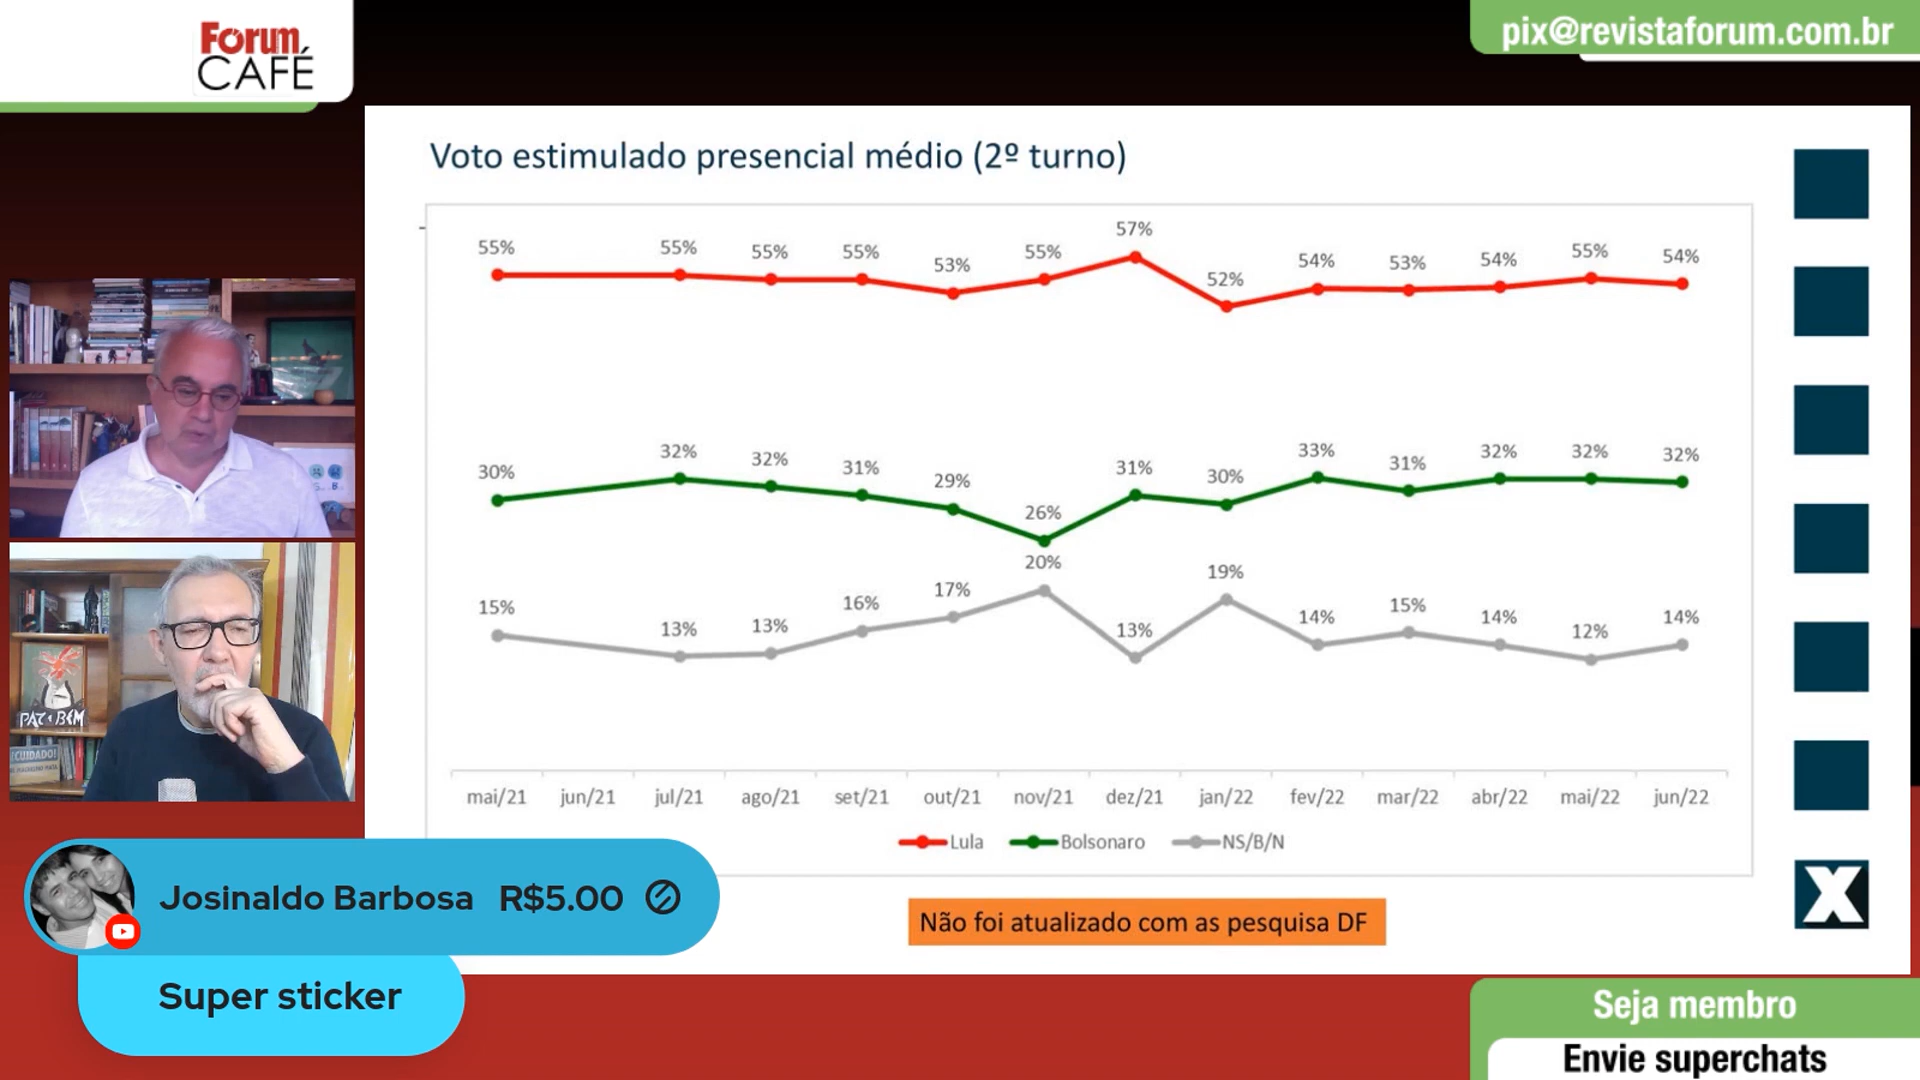 Forum
CAFÉ
pix@revistaforum.com.br
Voto estimulado presencial médio (2º turno)
55% 55% 55% 55% 53% 55% 57% 52% 54% 53% 54% 55% 54%
30% 32% 32% 31% 29% 26% 31% 30% 33% 31% 32% 32% 32%
15% 13% 13% 16% 17% 20% 13% 19% 14% 15% 14% 12% 14%
mai/21 jun/21 jul/21 ago/21 set/21 out/21 nov/21 dez/21 jan/22 fev/22 mar/22 abr/22 mai/22 jun/22
Lula Bolsonaro NS/B/N
Não foi atualizado com as pesquisa DF
X
PAZ E BEM
¡CUIDADO!
Josinaldo Barbosa R$5.00
Super sticker
Seja membro
Envie superchats